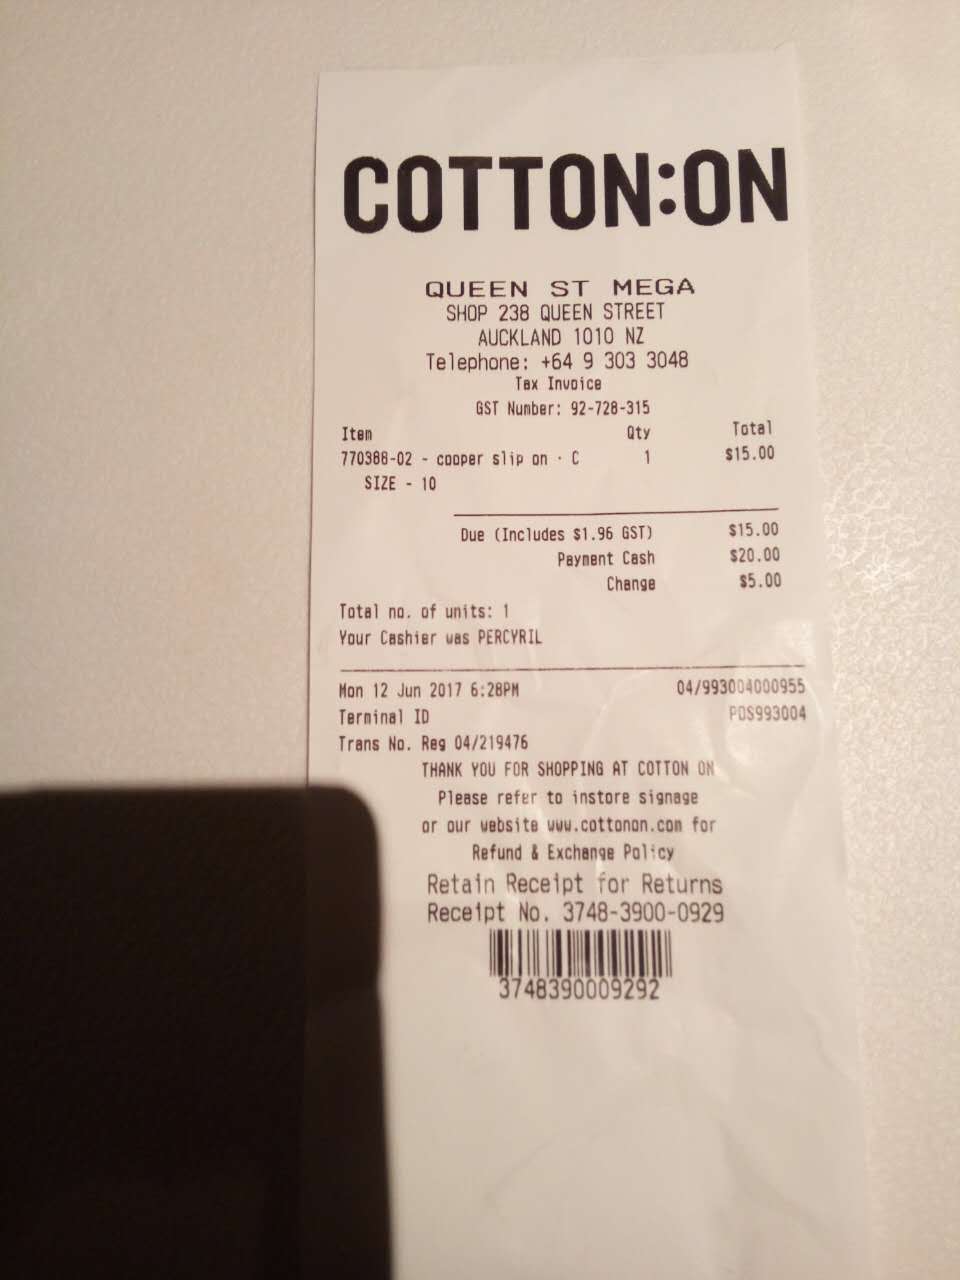 COTTON:ON
QUEEN ST MEGA
SHOP 238 QUEEN STREET
AUCKLAND 1010 NZ
Telephone: +64 9 303 3048
Tax Invoice
GST Number: 92-728-315
Item Qty Total
770388-02 - cooper slip on - C 1 $15.00
SIZE - 10
Due (Includes $1.96 GST) $15.00
Payment Cash $20.00
Change $5.00
Total no. of units: 1
Your Cashier was PERCYRIL
Mon 12 Jun 2017 6:28PM 04/993004000955
Terminal ID POS993004
Trans No. Reg 04/219476
THANK YOU FOR SHOPPING AT COTTON ON
Please refer to instore signage
or our website www.cottonon.com for
Refund & Exchange Policy
Retain Receipt for Returns
Receipt No. 3748-3900-0929
3748390009292